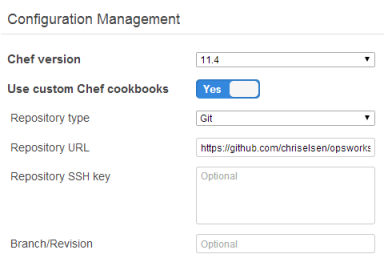 Configuration Management
Chef version 11.4
Use custom Chef cookbooks Yes
Repository type Git
Repository URL https://github.com/chriselsen/opsworks
Repository SSH key Optional
Branch/Revision Optional